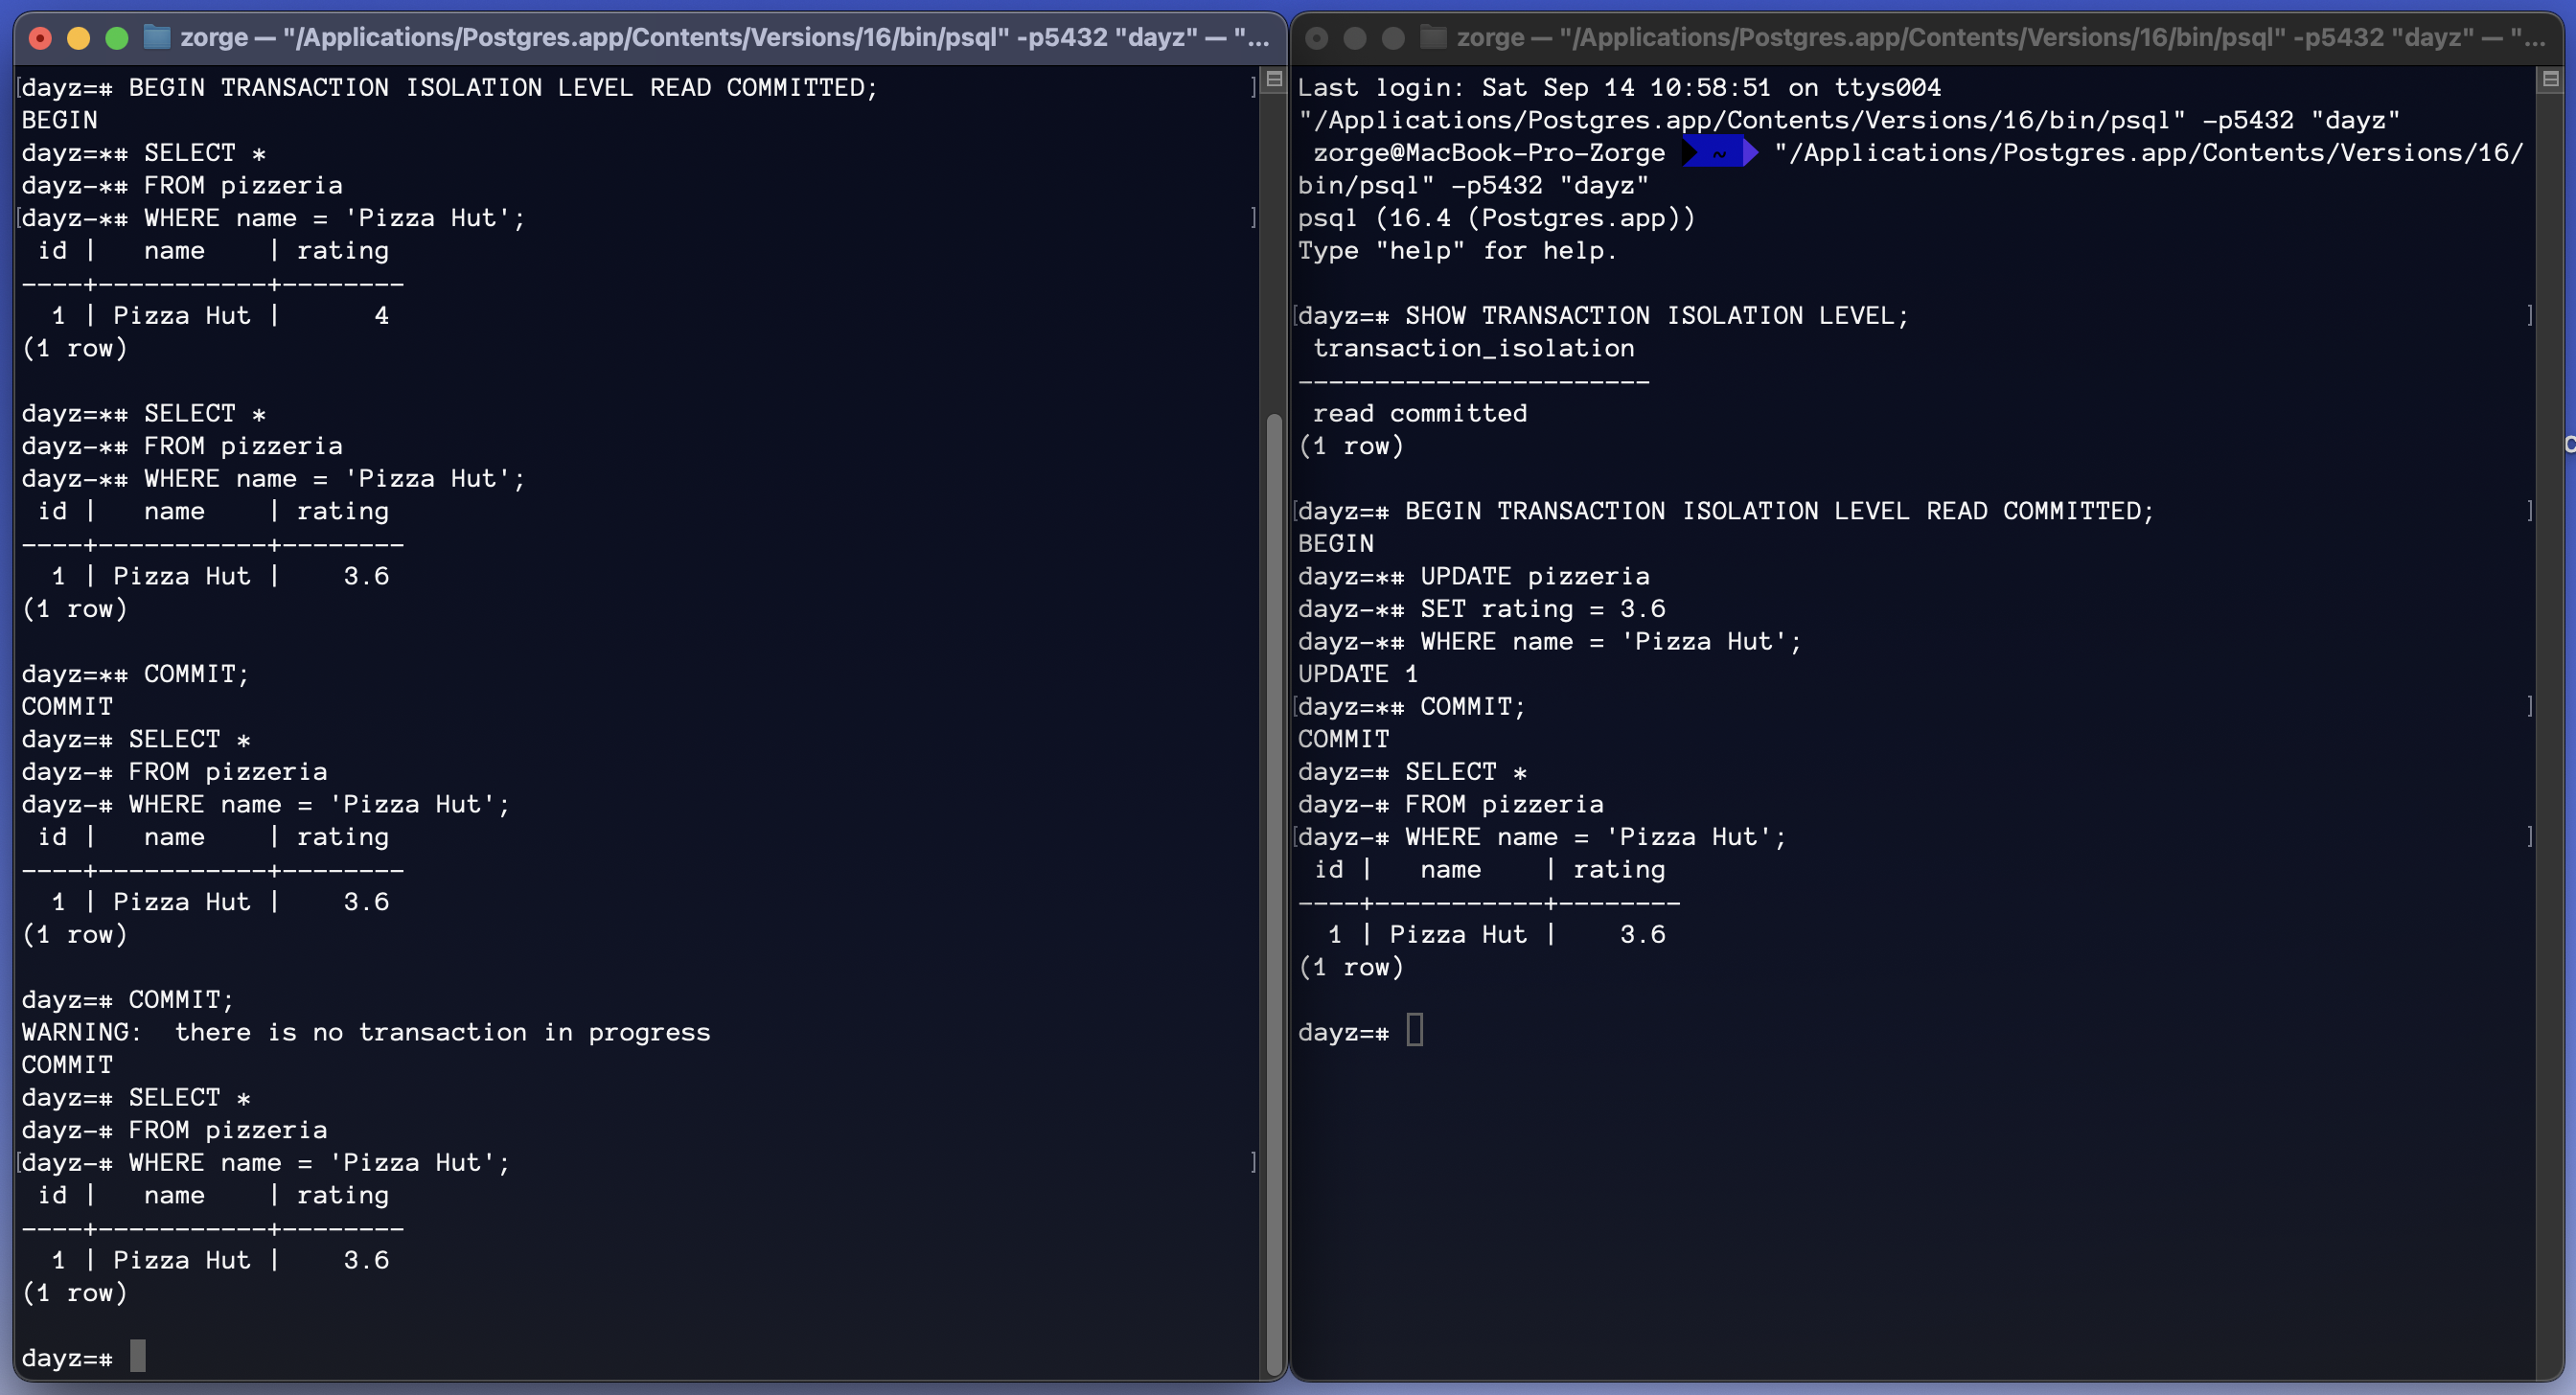 zorge — "/Applications/Postgres.app/Contents/Versions/16/bin/psql" -p5432 "dayz" — "...
[dayz=# BEGIN TRANSACTION ISOLATION LEVEL READ COMMITTED; ]
BEGIN
dayz=*# SELECT *
dayz-*# FROM pizzeria
[dayz-*# WHERE name = 'Pizza Hut'; ]
 id |   name    | rating
----+-----------+--------
  1 | Pizza Hut |      4
(1 row)

dayz=*# SELECT *
dayz-*# FROM pizzeria
dayz-*# WHERE name = 'Pizza Hut';
 id |   name    | rating
----+-----------+--------
  1 | Pizza Hut |    3.6
(1 row)

dayz=*# COMMIT;
COMMIT
dayz=# SELECT *
dayz-# FROM pizzeria
dayz-# WHERE name = 'Pizza Hut';
 id |   name    | rating
----+-----------+--------
  1 | Pizza Hut |    3.6
(1 row)

dayz=# COMMIT;
WARNING:  there is no transaction in progress
COMMIT
dayz=# SELECT *
dayz-# FROM pizzeria
[dayz-# WHERE name = 'Pizza Hut'; ]
 id |   name    | rating
----+-----------+--------
  1 | Pizza Hut |    3.6
(1 row)

dayz=#
zorge — "/Applications/Postgres.app/Contents/Versions/16/bin/psql" -p5432 "dayz" — "...
Last login: Sat Sep 14 10:58:51 on ttys004
"/Applications/Postgres.app/Contents/Versions/16/bin/psql" -p5432 "dayz"
 zorge@MacBook-Pro-Zorge  ~  "/Applications/Postgres.app/Contents/Versions/16/
bin/psql" -p5432 "dayz"
psql (16.4 (Postgres.app))
Type "help" for help.

[dayz=# SHOW TRANSACTION ISOLATION LEVEL; ]
 transaction_isolation
-----------------------
 read committed
(1 row)

[dayz=# BEGIN TRANSACTION ISOLATION LEVEL READ COMMITTED; ]
BEGIN
dayz=*# UPDATE pizzeria
dayz-*# SET rating = 3.6
dayz-*# WHERE name = 'Pizza Hut';
UPDATE 1
[dayz=*# COMMIT; ]
COMMIT
dayz=# SELECT *
dayz-# FROM pizzeria
[dayz-# WHERE name = 'Pizza Hut'; ]
 id |   name    | rating
----+-----------+--------
  1 | Pizza Hut |    3.6
(1 row)

dayz=#